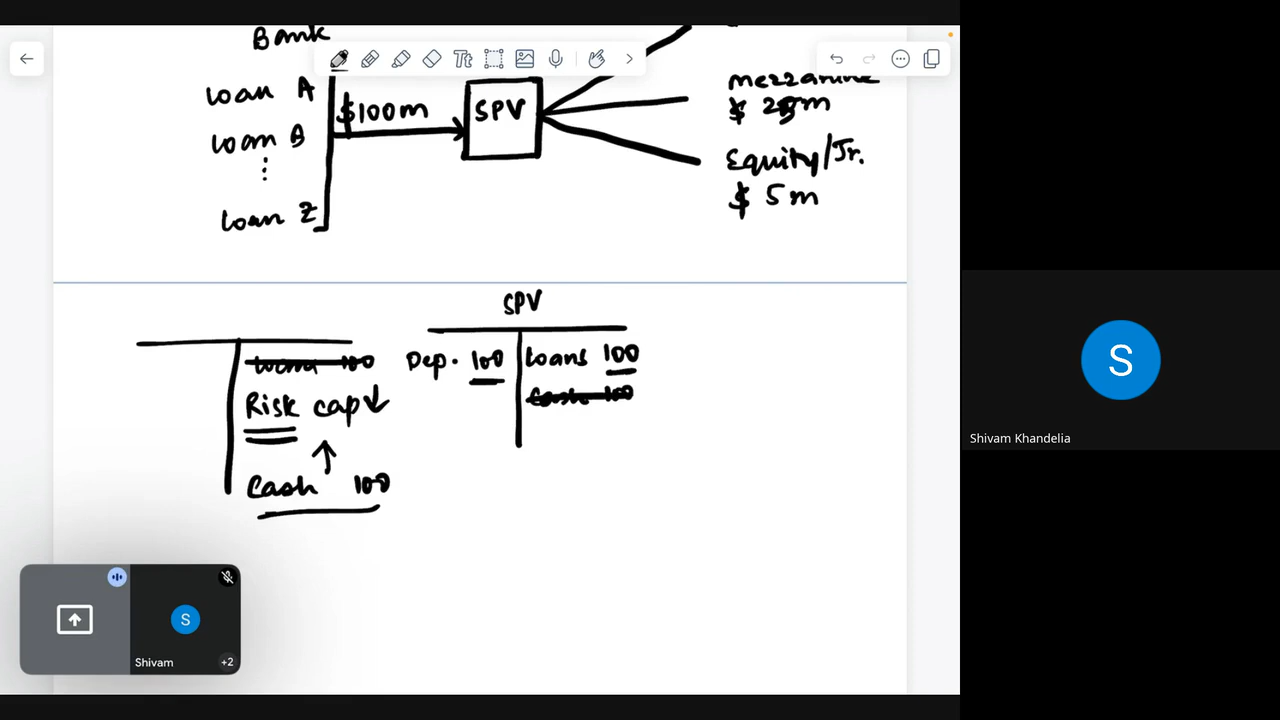 Bank
Loan A
$100m
SPV
mezzanine
$ 25m
Loan B
Equity/Jr.
⋮
$ 5m
Loan Z
SPV
Loans 100
Dep. 100
Loans 100
Cash 100
Risk cap ↓
↑
Cash 100
Tt
S
Shivam Khandelia
S
Shivam
+2